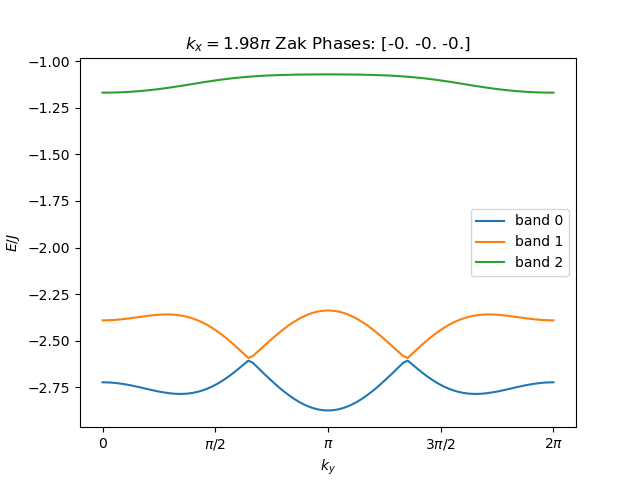 $k_x = 1.98\pi$ Zak Phases: [-0. -0. -0.]
−1.00
−1.25
−1.50
−1.75
−2.00
−2.25
−2.50
−2.75
E/J
band 0
band 1
band 2
0
π/2
π
3π/2
2π
$k_y$